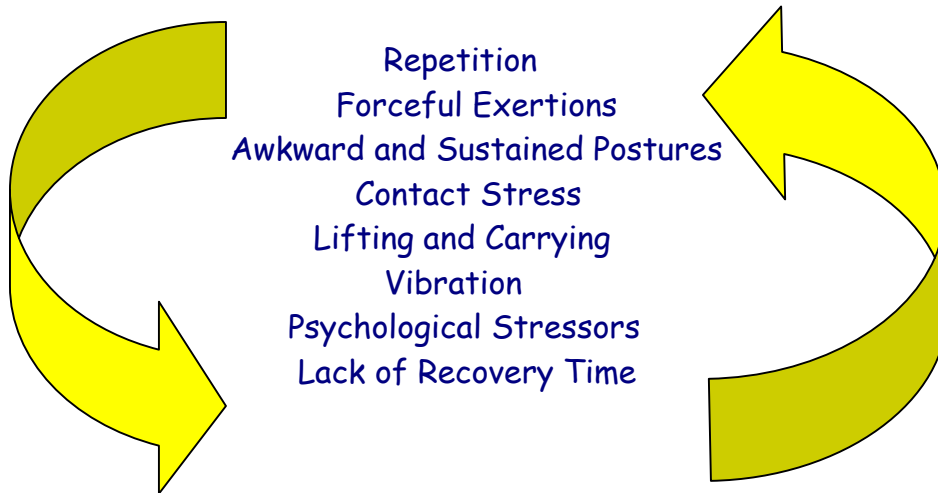 Repetition
Forceful Exertions
Awkward and Sustained Postures
Contact Stress
Lifting and Carrying
Vibration
Psychological Stressors
Lack of Recovery Time